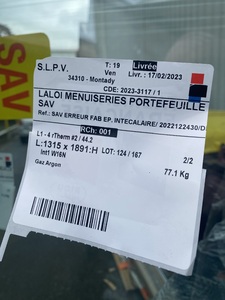 SAV
S.L.P.V.
T: 19
Livrée
Ven
34310 - Montady
Liv.: 17/02/2023
CDE: 2023-3117 / 1
LALOI MENUISERIES PORTEFEUILLE
SAV
Ref.: SAV ERREUR FAB EP. INTECALAIRE/ 2022122430/D
RCh: 001
L1 - 4 rTherm #2 / 44.2
L:1315 x 1891:H LOT: 124 / 167
Int1 W16N
2/2
Gaz Argon
77.1 Kg